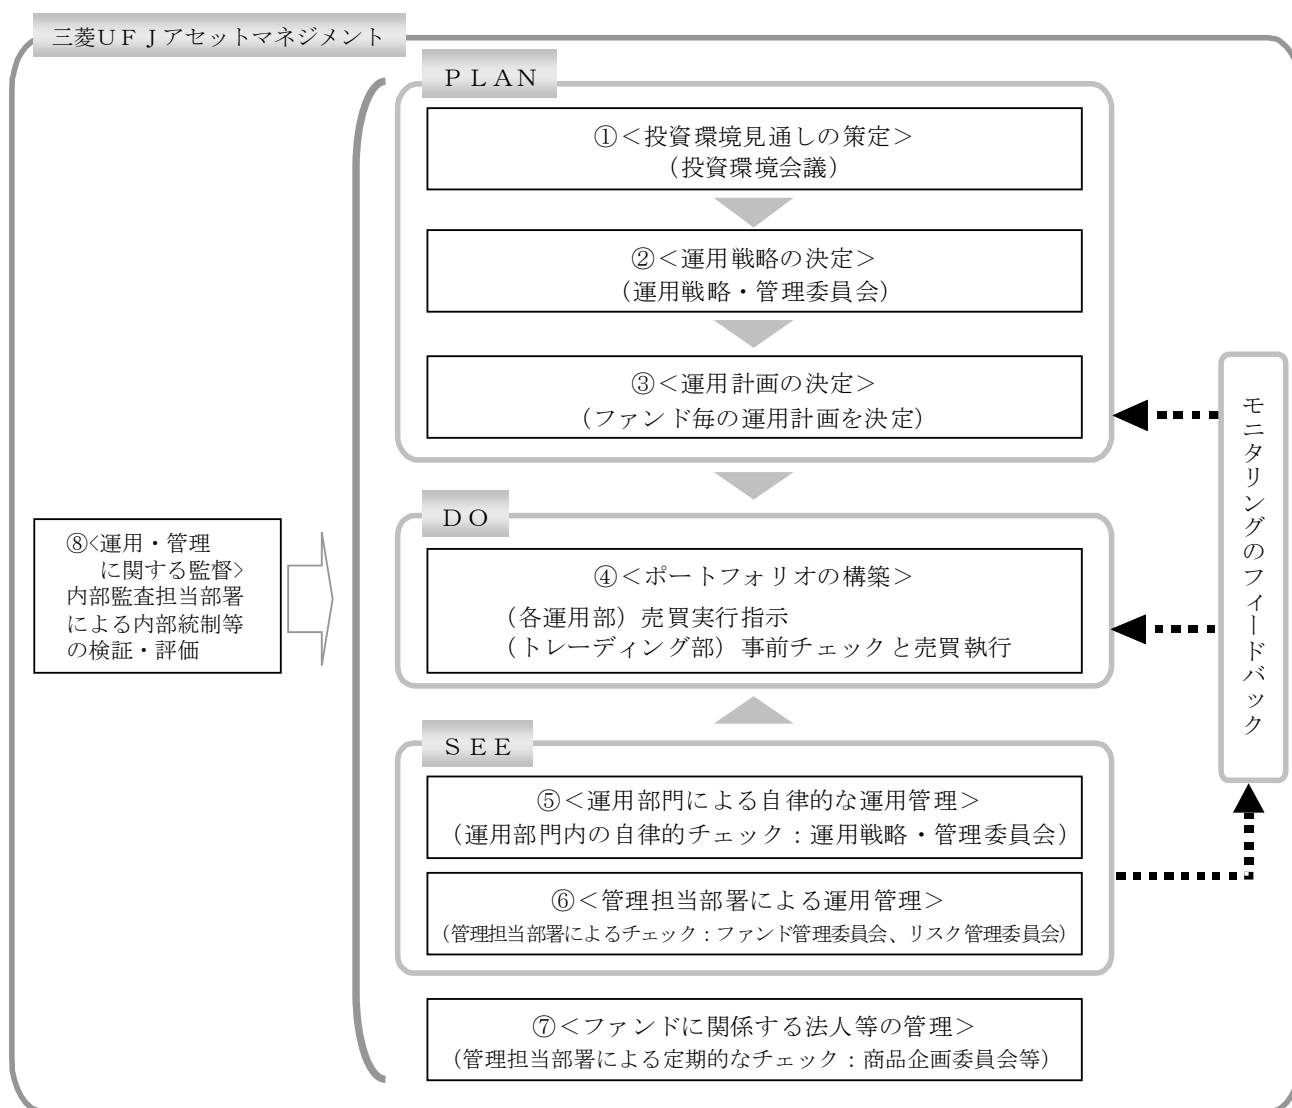 三菱ＵＦＪアセットマネジメント
ＰＬＡＮ
①＜投資環境見通しの策定＞
（投資環境会議）
②＜運用戦略の決定＞
（運用戦略・管理委員会）
③＜運用計画の決定＞
（ファンド毎の運用計画を決定）
ＤＯ
④＜ポートフォリオの構築＞
（各運用部）売買実行指示
（トレーディング部）事前チェックと売買執行
ＳＥＥ
⑤＜運用部門による自律的な運用管理＞
（運用部門内の自律的チェック：運用戦略・管理委員会）
⑥＜管理担当部署による運用管理＞
（管理担当部署によるチェック：ファンド管理委員会、リスク管理委員会）
⑦＜ファンドに関係する法人等の管理＞
（管理担当部署による定期的なチェック：商品企画委員会等）
⑧<運用・管理
に関する監督>
内部監査担当部署
による内部統制等
の検証・評価
モニタリングのフィードバック